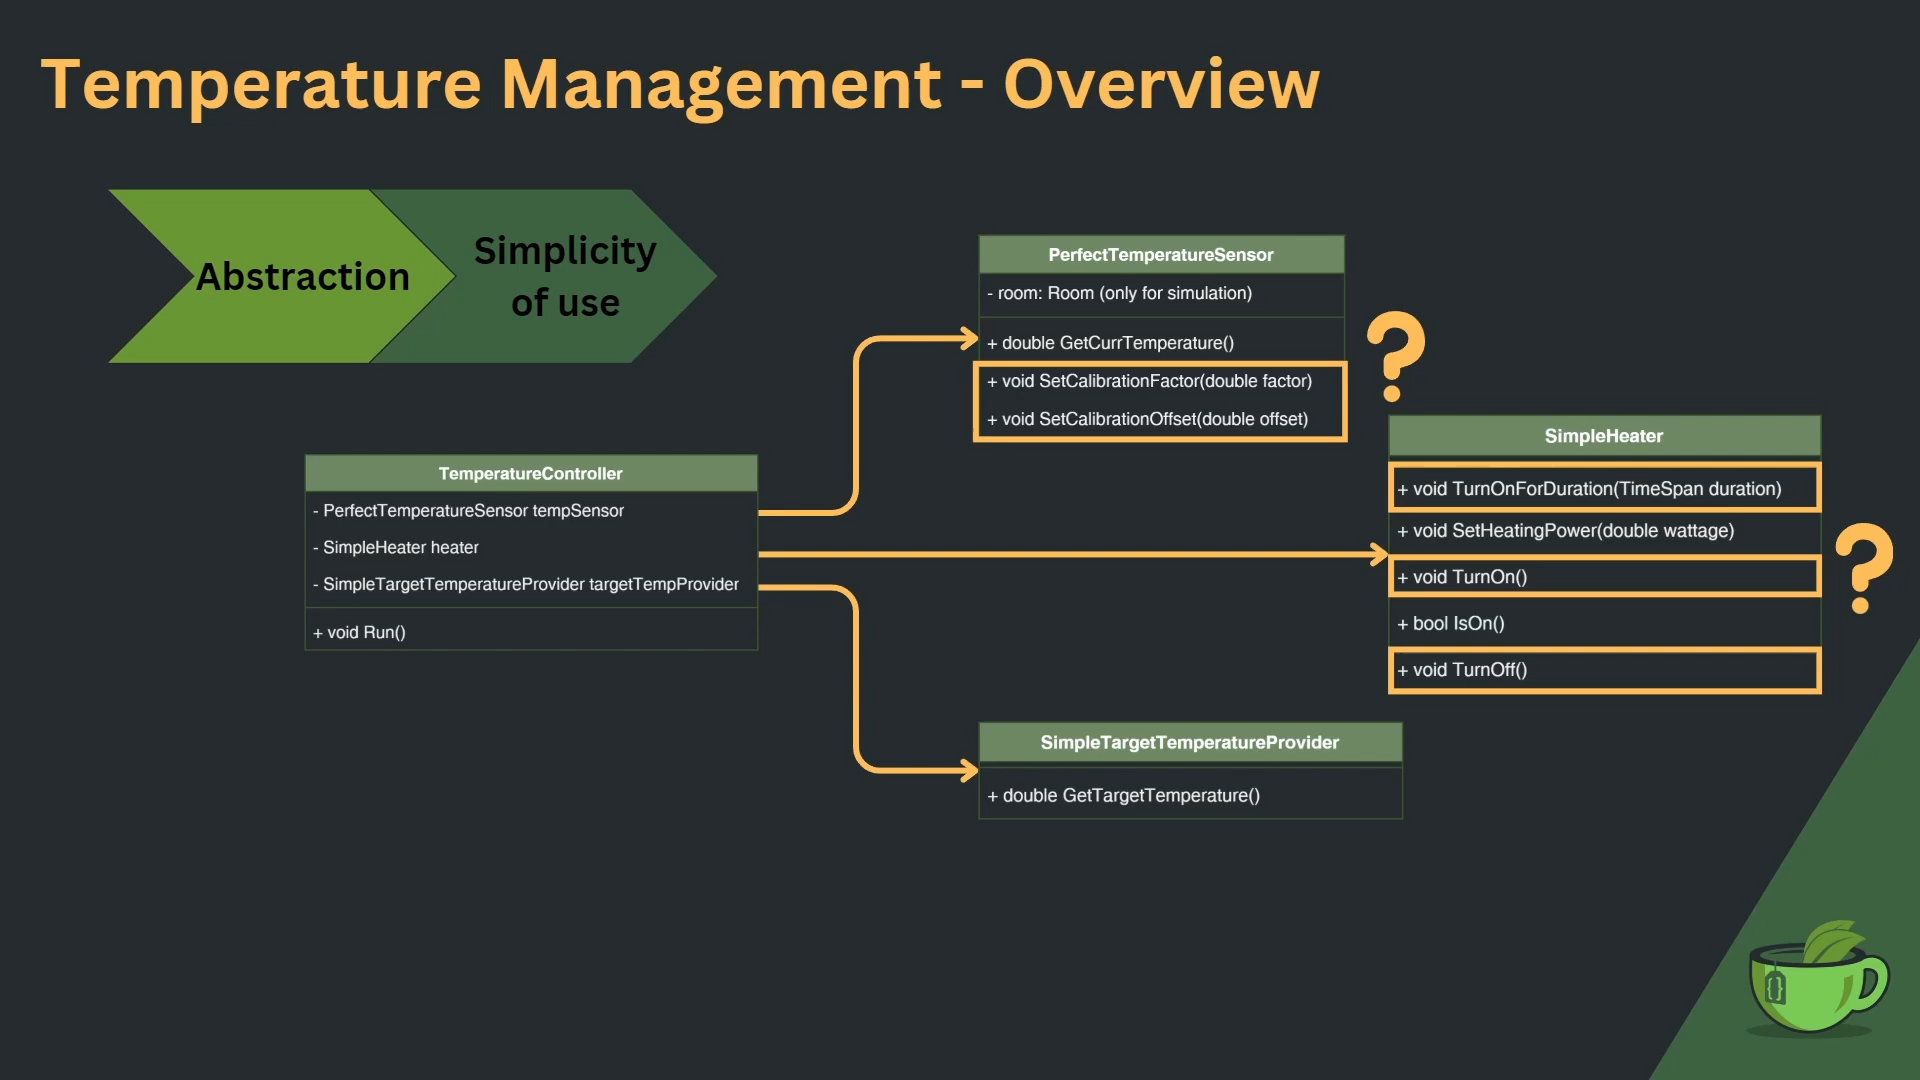 Temperature Management - Overview
Abstraction
Simplicity
of use
PerfectTemperatureSensor
- room: Room (only for simulation)
+ double GetCurrTemperature()
+ void SetCalibrationFactor(double factor)
+ void SetCalibrationOffset(double offset)
?
TemperatureController
- PerfectTemperatureSensor tempSensor
- SimpleHeater heater
- SimpleTargetTemperatureProvider targetTempProvider
+ void Run()
SimpleHeater
+ void TurnOnForDuration(TimeSpan duration)
+ void SetHeatingPower(double wattage)
+ void TurnOn()
+ bool IsOn()
+ void TurnOff()
?
SimpleTargetTemperatureProvider
+ double GetTargetTemperature()
{}